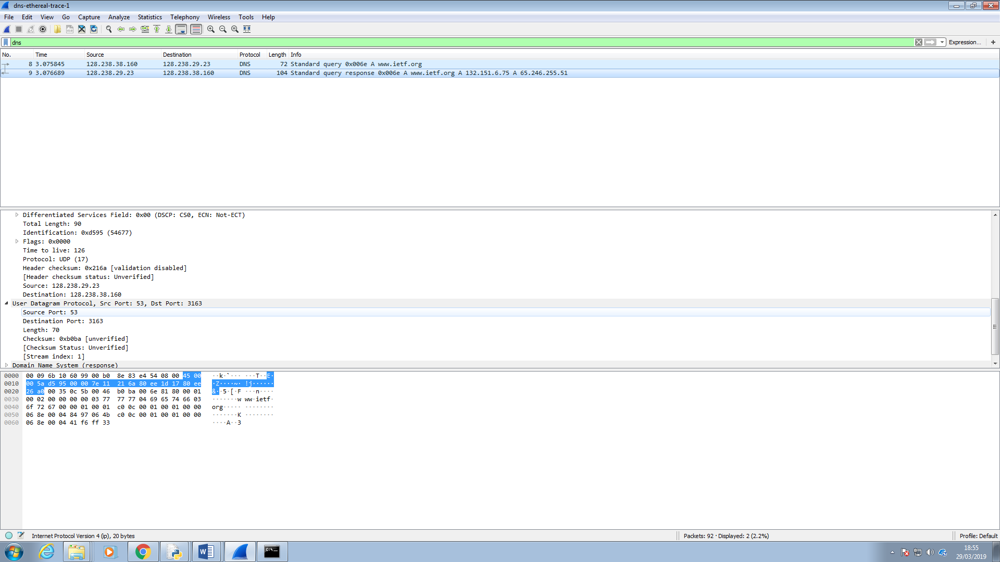 dns-ethereal-trace-1
File Edit View Go Capture Analyze Statistics Telephony Wireless Tools Help
dns
Expression... +
No. Time Source Destination Protocol Length Info
8 3.075845 128.238.38.160 128.238.29.23 DNS 72 Standard query 0x006e A www.ietf.org
9 3.076689 128.238.29.23 128.238.38.160 DNS 104 Standard query response 0x006e A www.ietf.org A 132.151.6.75 A 65.246.255.51
Differentiated Services Field: 0x00 (DSCP: CS0, ECN: Not-ECT)
Total Length: 90
Identification: 0xd595 (54677)
Flags: 0x0000
Time to live: 126
Protocol: UDP (17)
Header checksum: 0x216a [validation disabled]
[Header checksum status: Unverified]
Source: 128.238.29.23
Destination: 128.238.38.160
User Datagram Protocol, Src Port: 53, Dst Port: 3163
Source Port: 53
Destination Port: 3163
Length: 70
Checksum: 0xb0ba [unverified]
[Checksum Status: Unverified]
[Stream index: 1]
Domain Name System (response)
0000 00 09 6b 10 60 99 00 b0 8e 83 e4 54 08 00 45 00 ··k·`··· ···T··E·
0010 00 5a d5 95 00 00 7e 11 21 6a 80 ee 1d 17 80 ee ·Z····~· !j······
0020 26 a0 00 35 0c 5b 00 46 b0 ba 00 6e 81 80 00 01 &··5·[·F ···n····
0030 00 02 00 00 00 00 03 77 77 77 04 69 65 74 66 03 ·······w ww·ietf·
0040 6f 72 67 00 00 01 00 01 c0 0c 00 01 00 01 00 00 org····· ········
0050 06 8e 00 04 84 97 06 4b c0 0c 00 01 00 01 00 00 ·······K ········
0060 06 8e 00 04 41 f6 ff 33 ····A··3
Internet Protocol Version 4 (ip), 20 bytes
Packets: 92 · Displayed: 2 (2.2%)
Profile: Default
C:\
18:55
29/03/2019